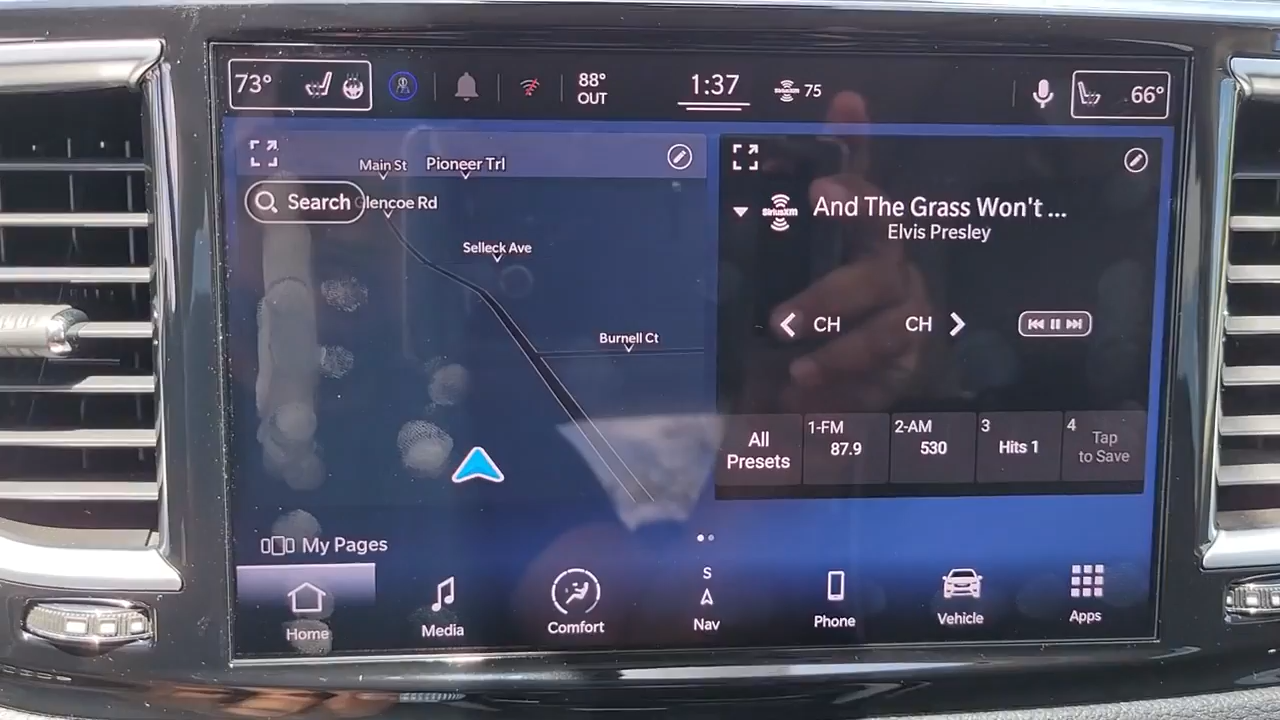 73°
88°
OUT
1:37
SiriusXM 75
66°
Main St
Pioneer Trl
Search
Glencoe Rd
Selleck Ave
Burnell Ct
SiriusXM
And The Grass Won't ...
Elvis Presley
CH
CH
All
Presets
1-FM
87.9
2-AM
530
3
Hits 1
4
Tap
to Save
My Pages
Home
Media
Comfort
S
Nav
Phone
Vehicle
Apps